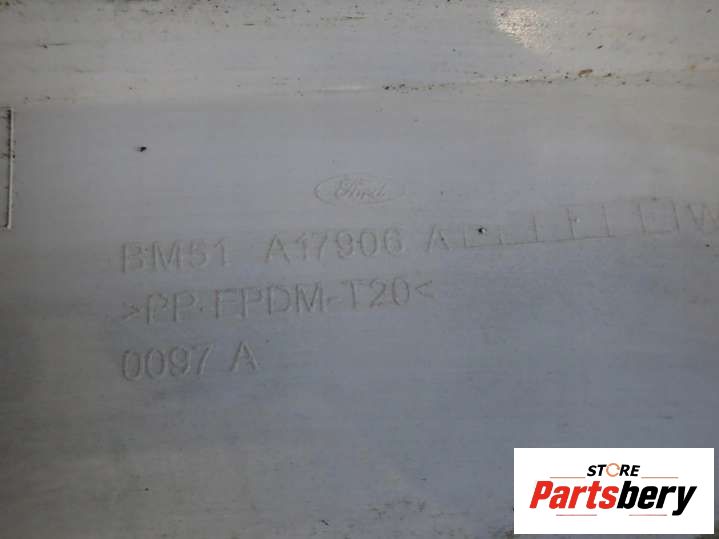 Ford
BM51 A17906 A
>PP-EPDM-T20<
0097 A
STORE
Partsbery